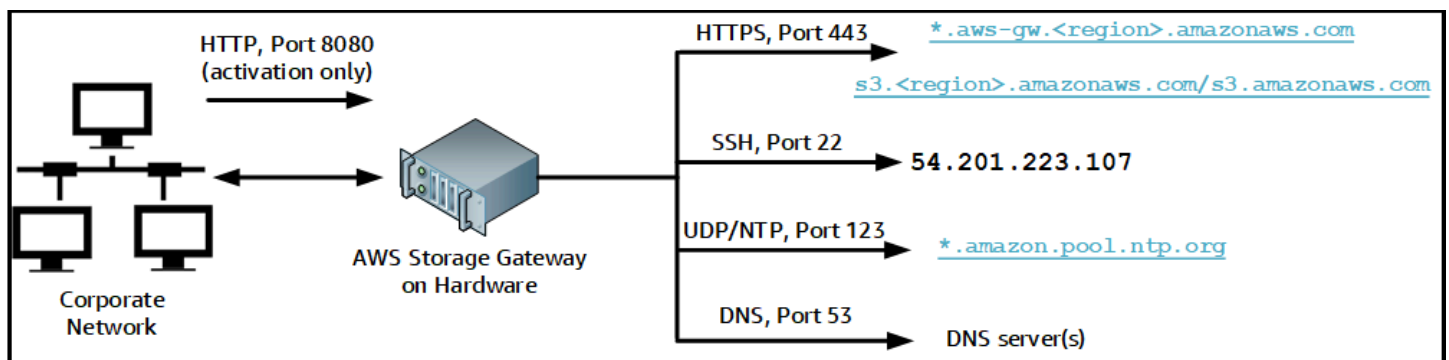 HTTP, Port 8080
(activation only)
HTTPS, Port 443
*.aws-gw.<region>.amazonaws.com
s3.<region>.amazonaws.com/s3.amazonaws.com
SSH, Port 22
54.201.223.107
UDP/NTP, Port 123
*.amazon.pool.ntp.org
AWS Storage Gateway
on Hardware
Corporate
Network
DNS, Port 53
DNS server(s)